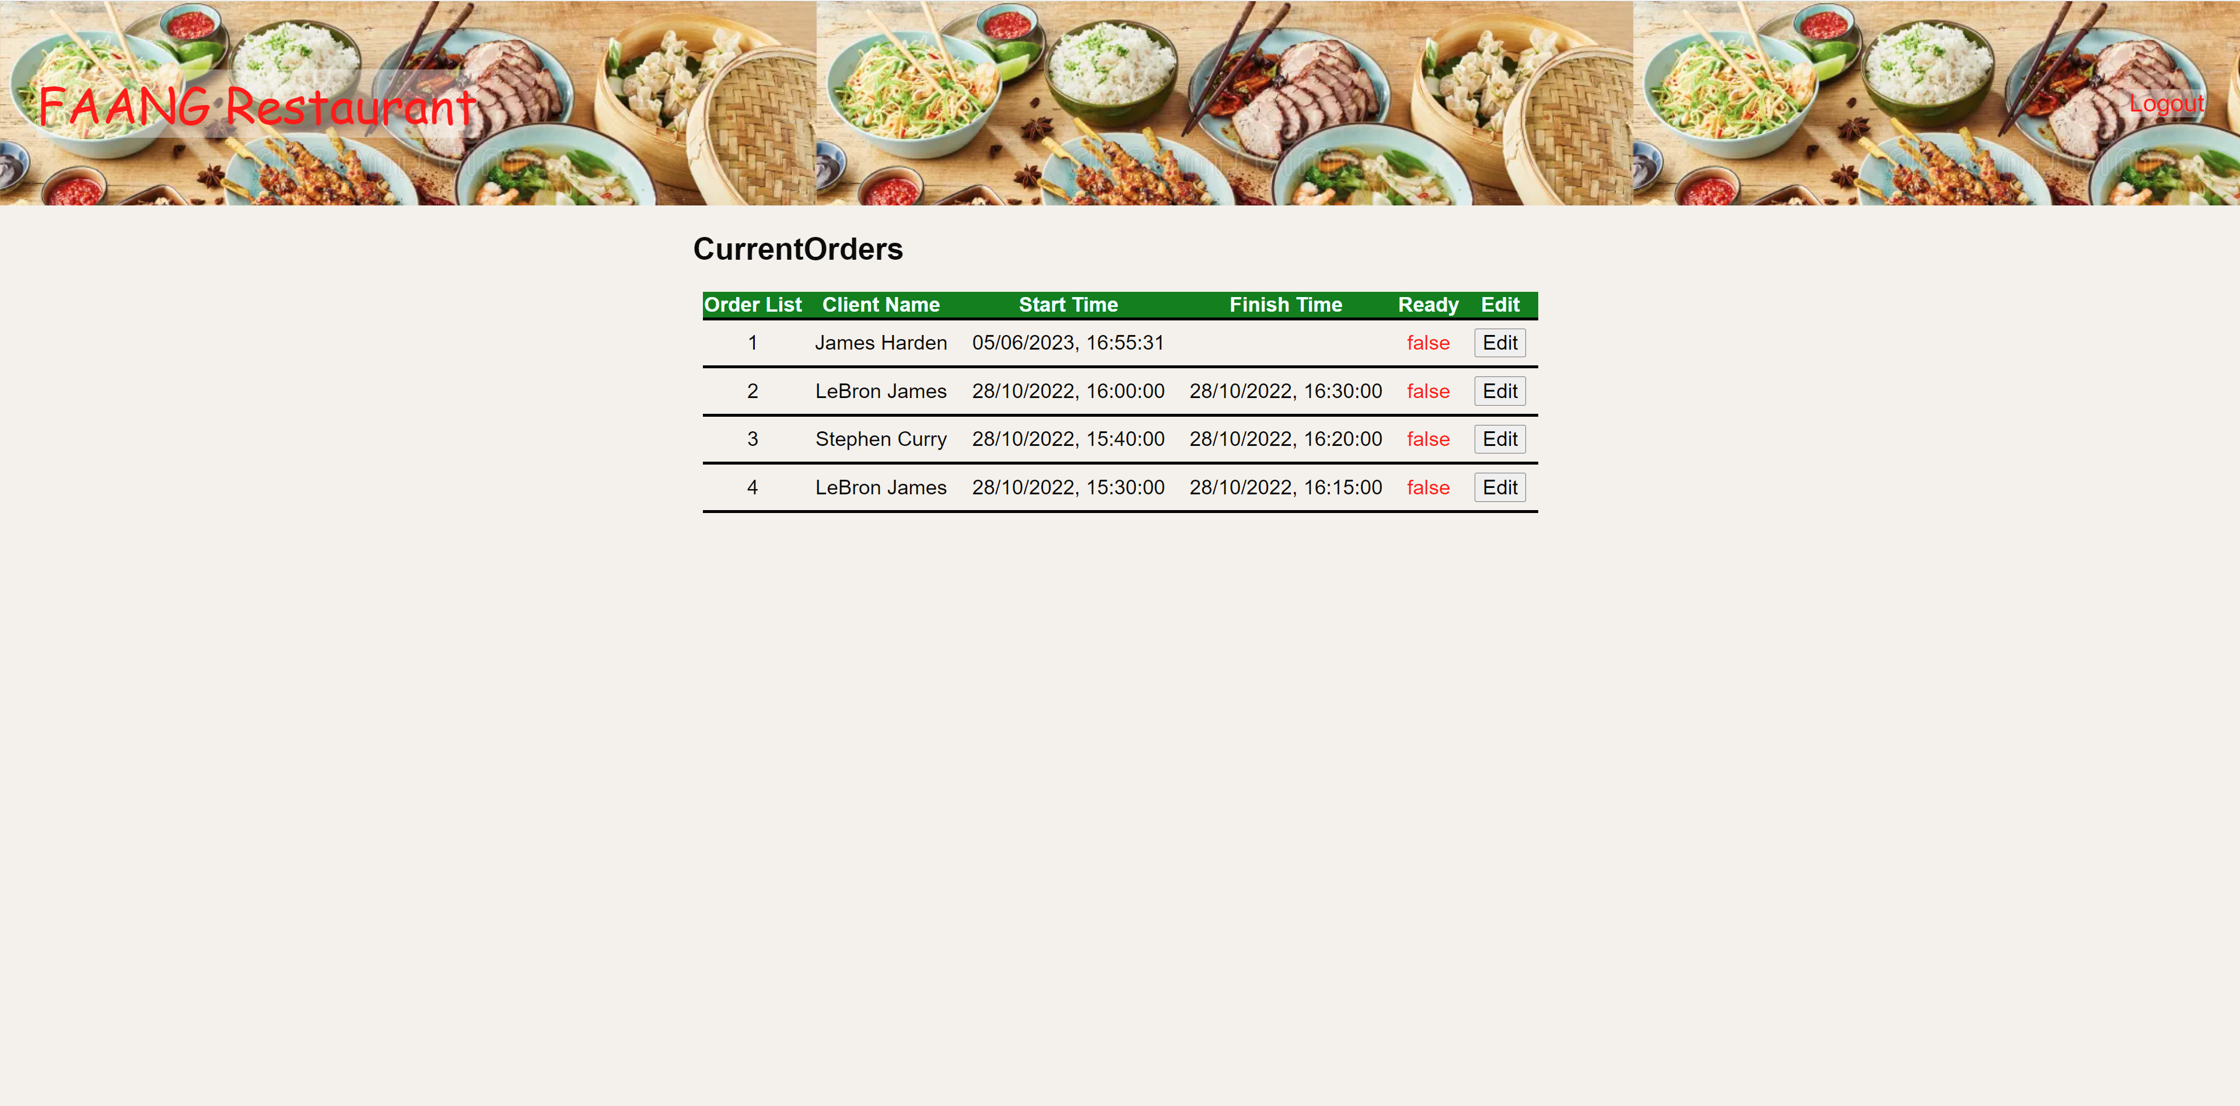 FAANG Restaurant
Logout
CurrentOrders
Order List Client Name Start Time Finish Time Ready Edit
1 James Harden 05/06/2023, 16:55:31 false Edit
2 LeBron James 28/10/2022, 16:00:00 28/10/2022, 16:30:00 false Edit
3 Stephen Curry 28/10/2022, 15:40:00 28/10/2022, 16:20:00 false Edit
4 LeBron James 28/10/2022, 15:30:00 28/10/2022, 16:15:00 false Edit